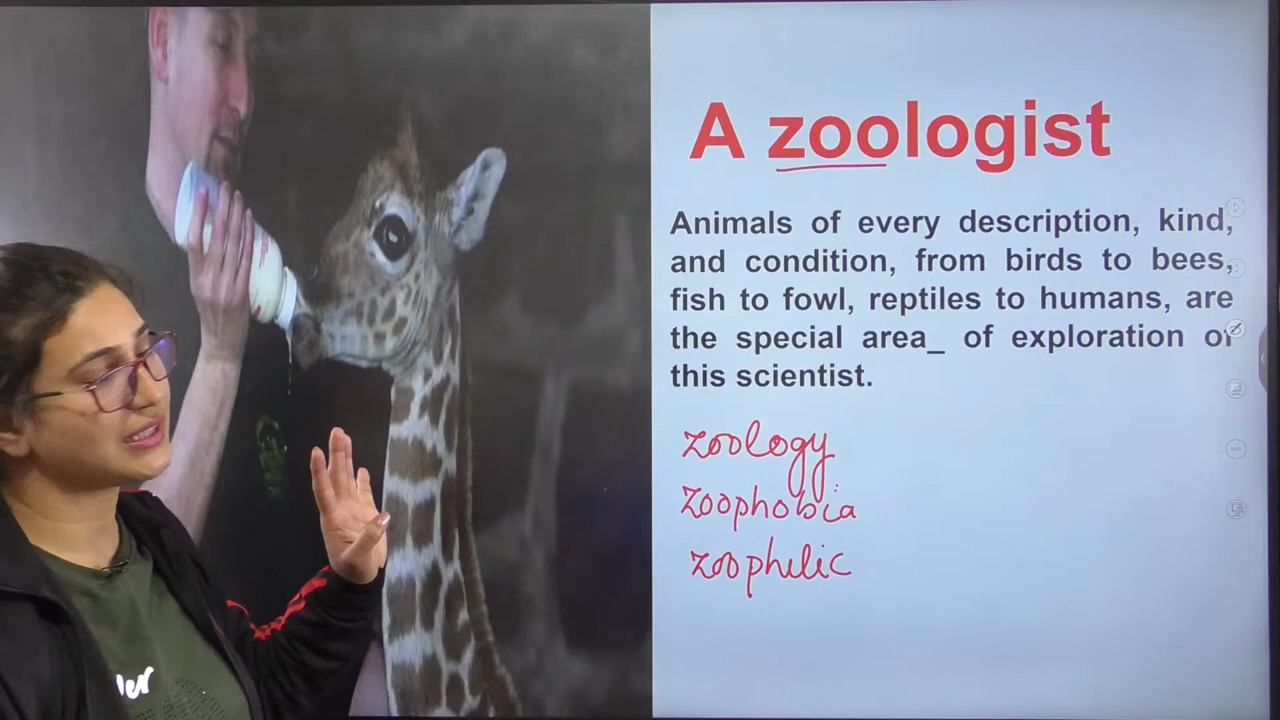 A zoologist
Animals of every description, kind,
and condition, from birds to bees,
fish to fowl, reptiles to humans, are
the special area_ of exploration of
this scientist.
zoology
zoophobia
zoophilic